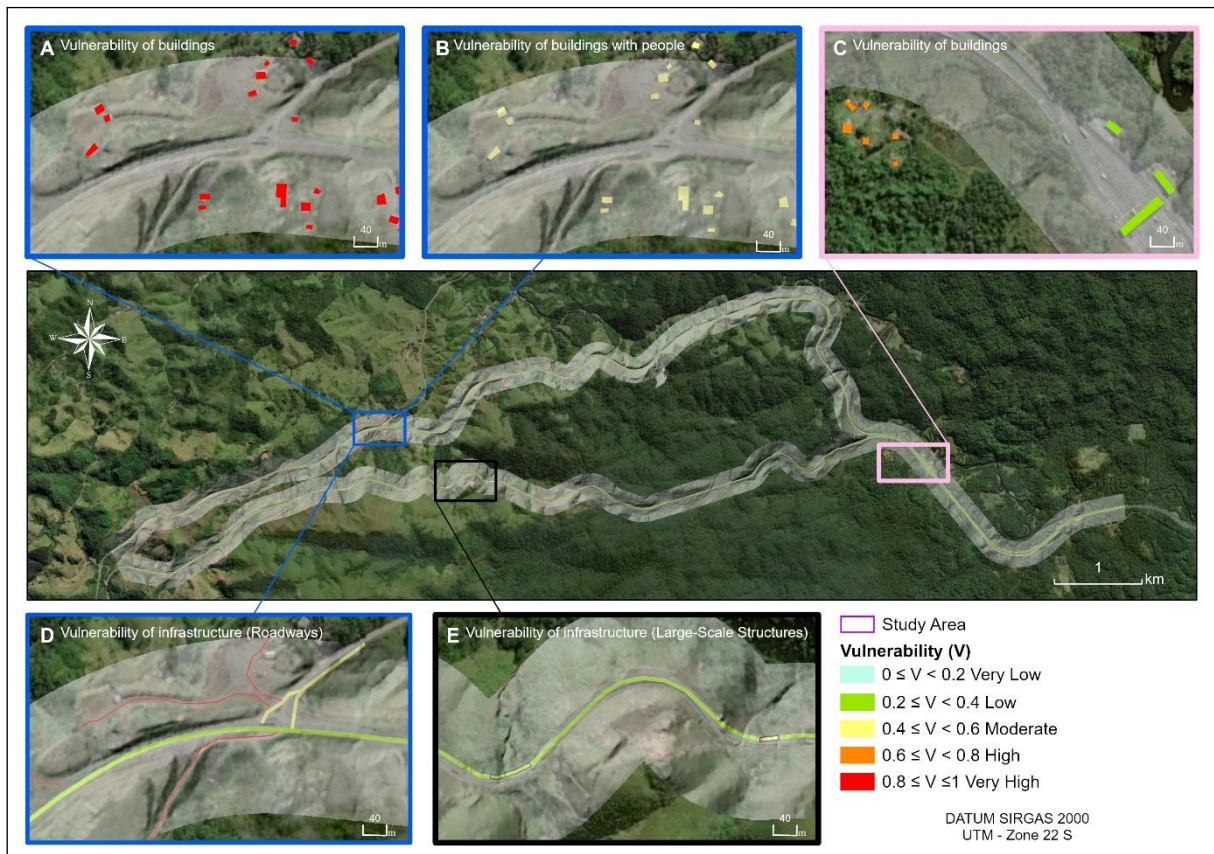 A Vulnerability of buildings
40
m
B Vulnerability of buildings with people
40
m
C Vulnerability of buildings
40
m
N
W E
S
1
km
D Vulnerability of infrastructure (Roadways)
40
m
E Vulnerability of infrastructure (Large-Scale Structures)
40
m
Study Area
Vulnerability (V)
0 ≤ V < 0.2 Very Low
0.2 ≤ V < 0.4 Low
0.4 ≤ V < 0.6 Moderate
0.6 ≤ V < 0.8 High
0.8 ≤ V ≤1 Very High
DATUM SIRGAS 2000
UTM - Zone 22 S